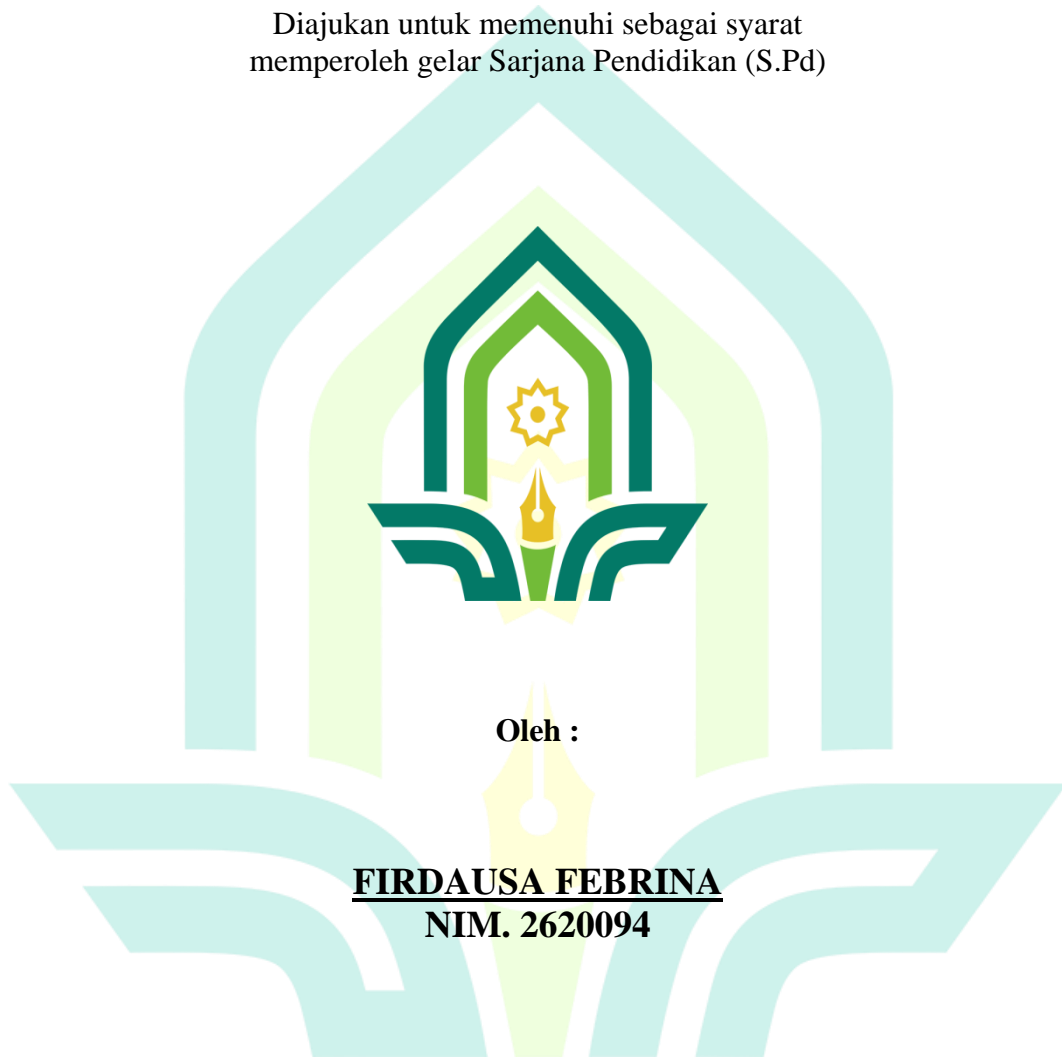 Diajukan untuk memenuhi sebagai syarat
memperoleh gelar Sarjana Pendidikan (S.Pd)
Oleh :
FIRDAUSA FEBRINA
NIM. 2620094